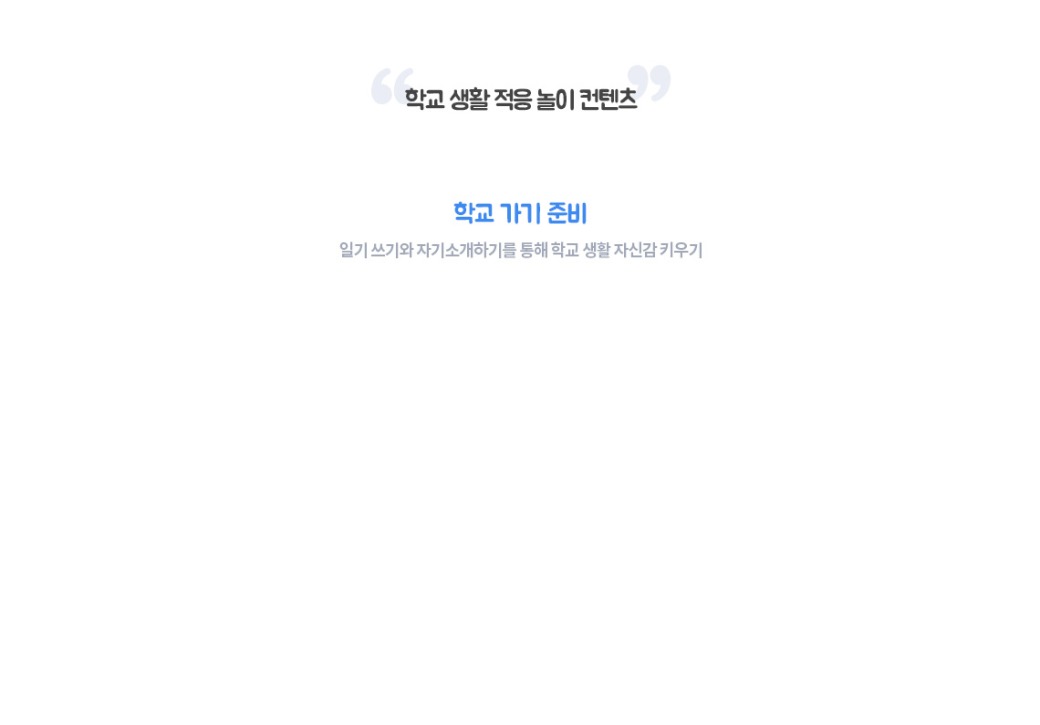 학교 생활 적응 놀이 컨텐츠
학교 가기 준비
일기 쓰기와 자기소개하기를 통해 학교 생활 자신감 키우기